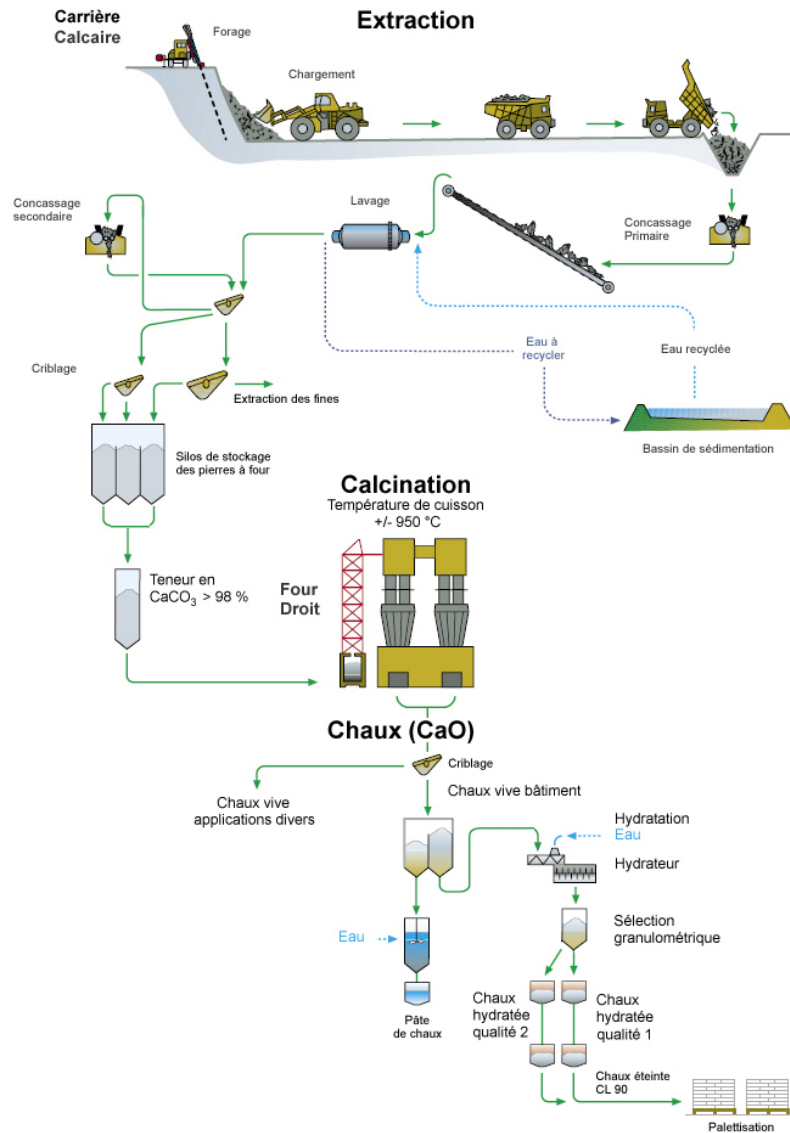 Carrière
Calcaire
Extraction
Forage
Chargement
Concassage
secondaire
Lavage
Concassage
Primaire
Eau à
recycler
Eau recyclée
Criblage
Extraction des fines
Bassin de sédimentation
Silos de stockage
des pierres à four
Calcination
Température de cuisson
+/- 950 °C
Teneur en
CaCO₃ > 98 %
Four
Droit
Chaux (CaO)
Criblage
Chaux vive
applications divers
Chaux vive bâtiment
Hydratation
Eau
Hydrateur
Sélection
granulométrique
Eau
Pâte
de chaux
Chaux
hydratée
qualité 2
Chaux
hydratée
qualité 1
Chaux éteinte
CL 90
Palettisation